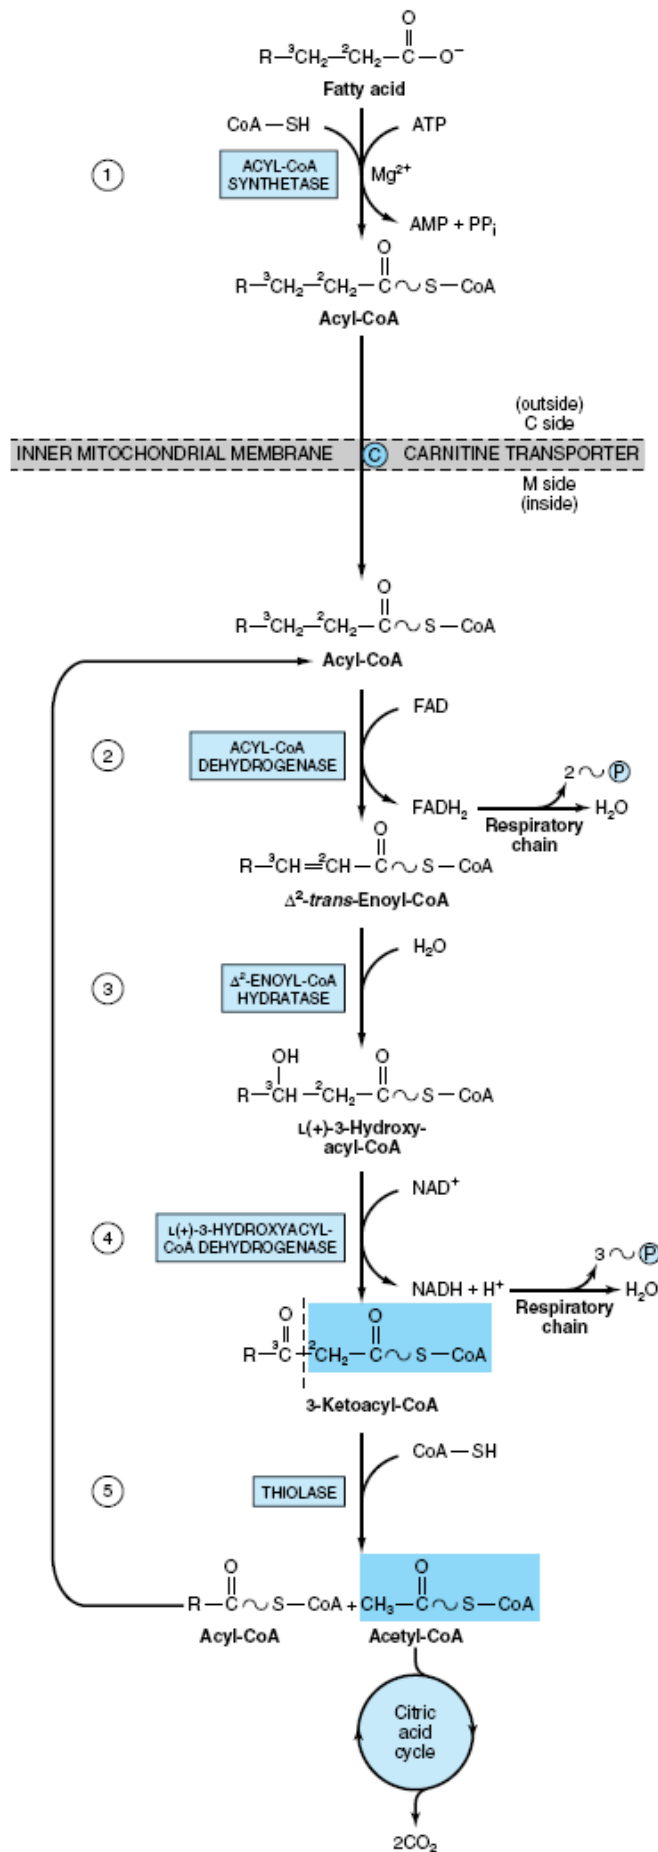 O
R—³CH₂—²CH₂—C—O⁻
Fatty acid
CoA—SH
ATP
1
ACYL-CoA
SYNTHETASE
Mg²⁺
AMP + PPᵢ
O
R—³CH₂—²CH₂—C~S—CoA
Acyl-CoA
(outside)
C side
INNER MITOCHONDRIAL MEMBRANE C CARNITINE TRANSPORTER
M side
(inside)
O
R—³CH₂—²CH₂—C~S—CoA
Acyl-CoA
FAD
2
ACYL-CoA
DEHYDROGENASE
2~P
FADH₂
H₂O
Respiratory
chain
O
R—³CH=²CH—C~S—CoA
Δ²-trans-Enoyl-CoA
H₂O
3
Δ²-ENOYL-CoA
HYDRATASE
OH
O
R—³CH—²CH₂—C~S—CoA
L(+)-3-Hydroxy-
acyl-CoA
NAD⁺
4
L(+)-3-HYDROXYACYL-
CoA DEHYDROGENASE
3~P
NADH + H⁺
H₂O
Respiratory
chain
O
O
R—³C—²CH₂—C~S—CoA
3-Ketoacyl-CoA
CoA—SH
5
THIOLASE
O
O
R—C~S—CoA + CH₃—C~S—CoA
Acyl-CoA
Acetyl-CoA
Citric
acid
cycle
2CO₂